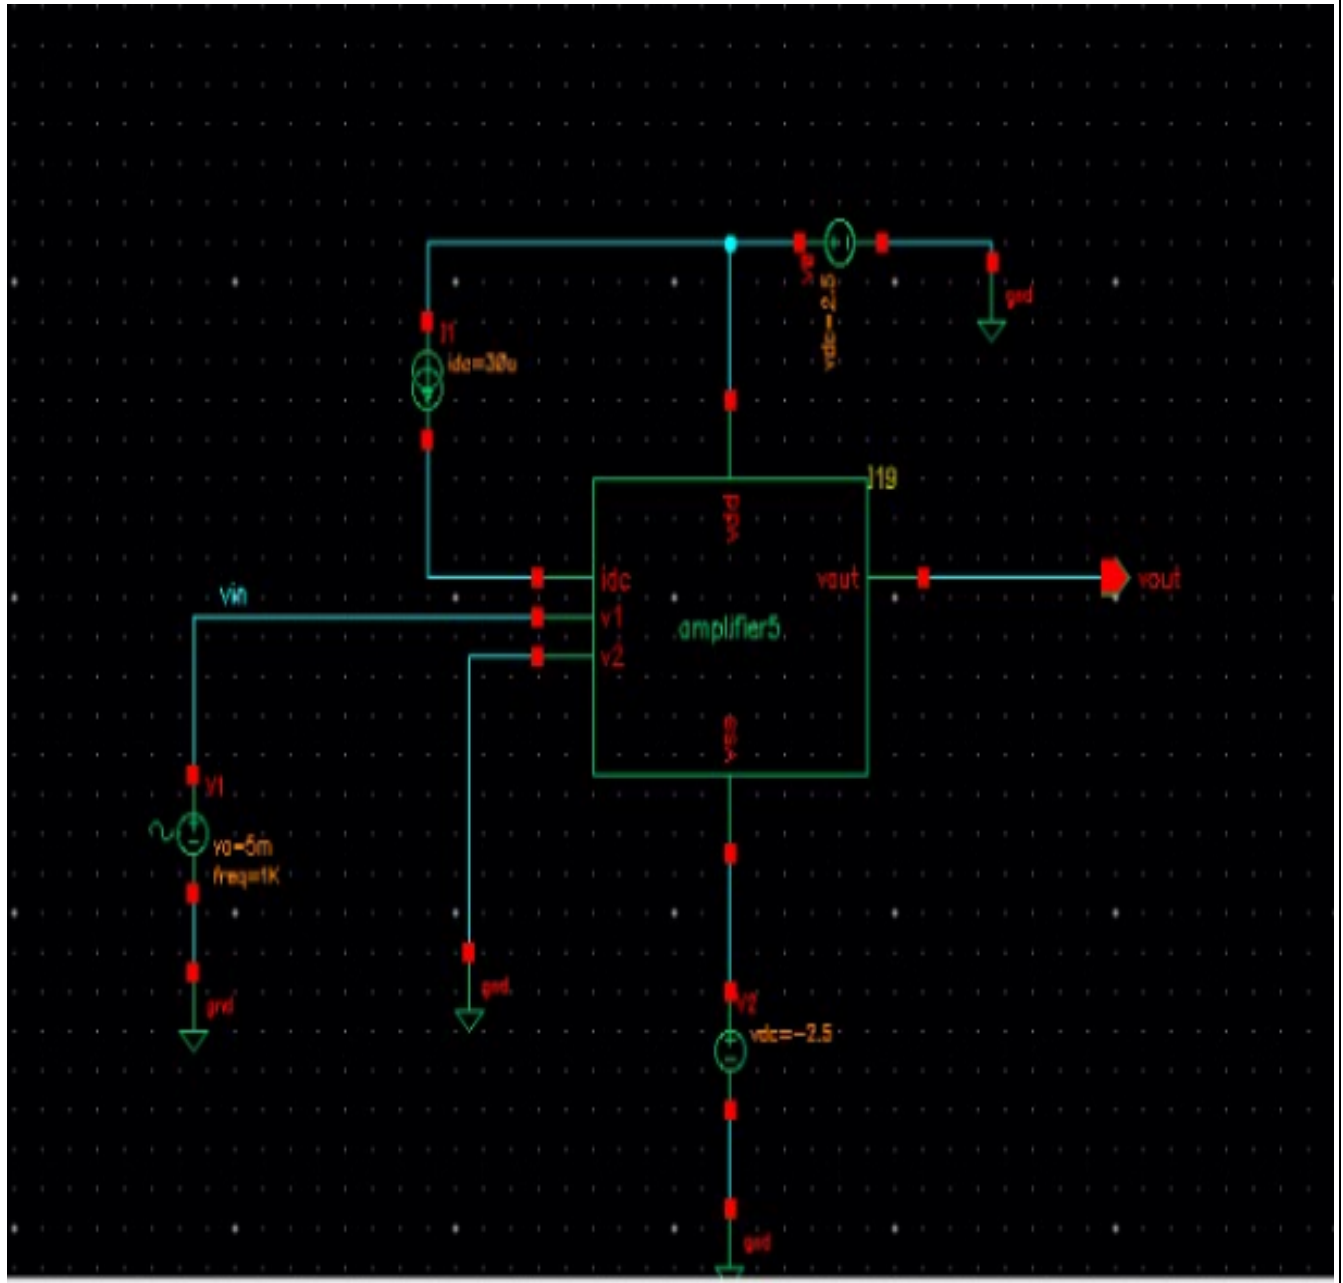 gnd
vdc=2.5
I1
idc=30u
I19
vdd
idc
vout
vout
vin
v1
amplifier5
v2
vss
V1
va=5m
freq=1K
gnd
gnd
V2
vdc=-2.5
gnd